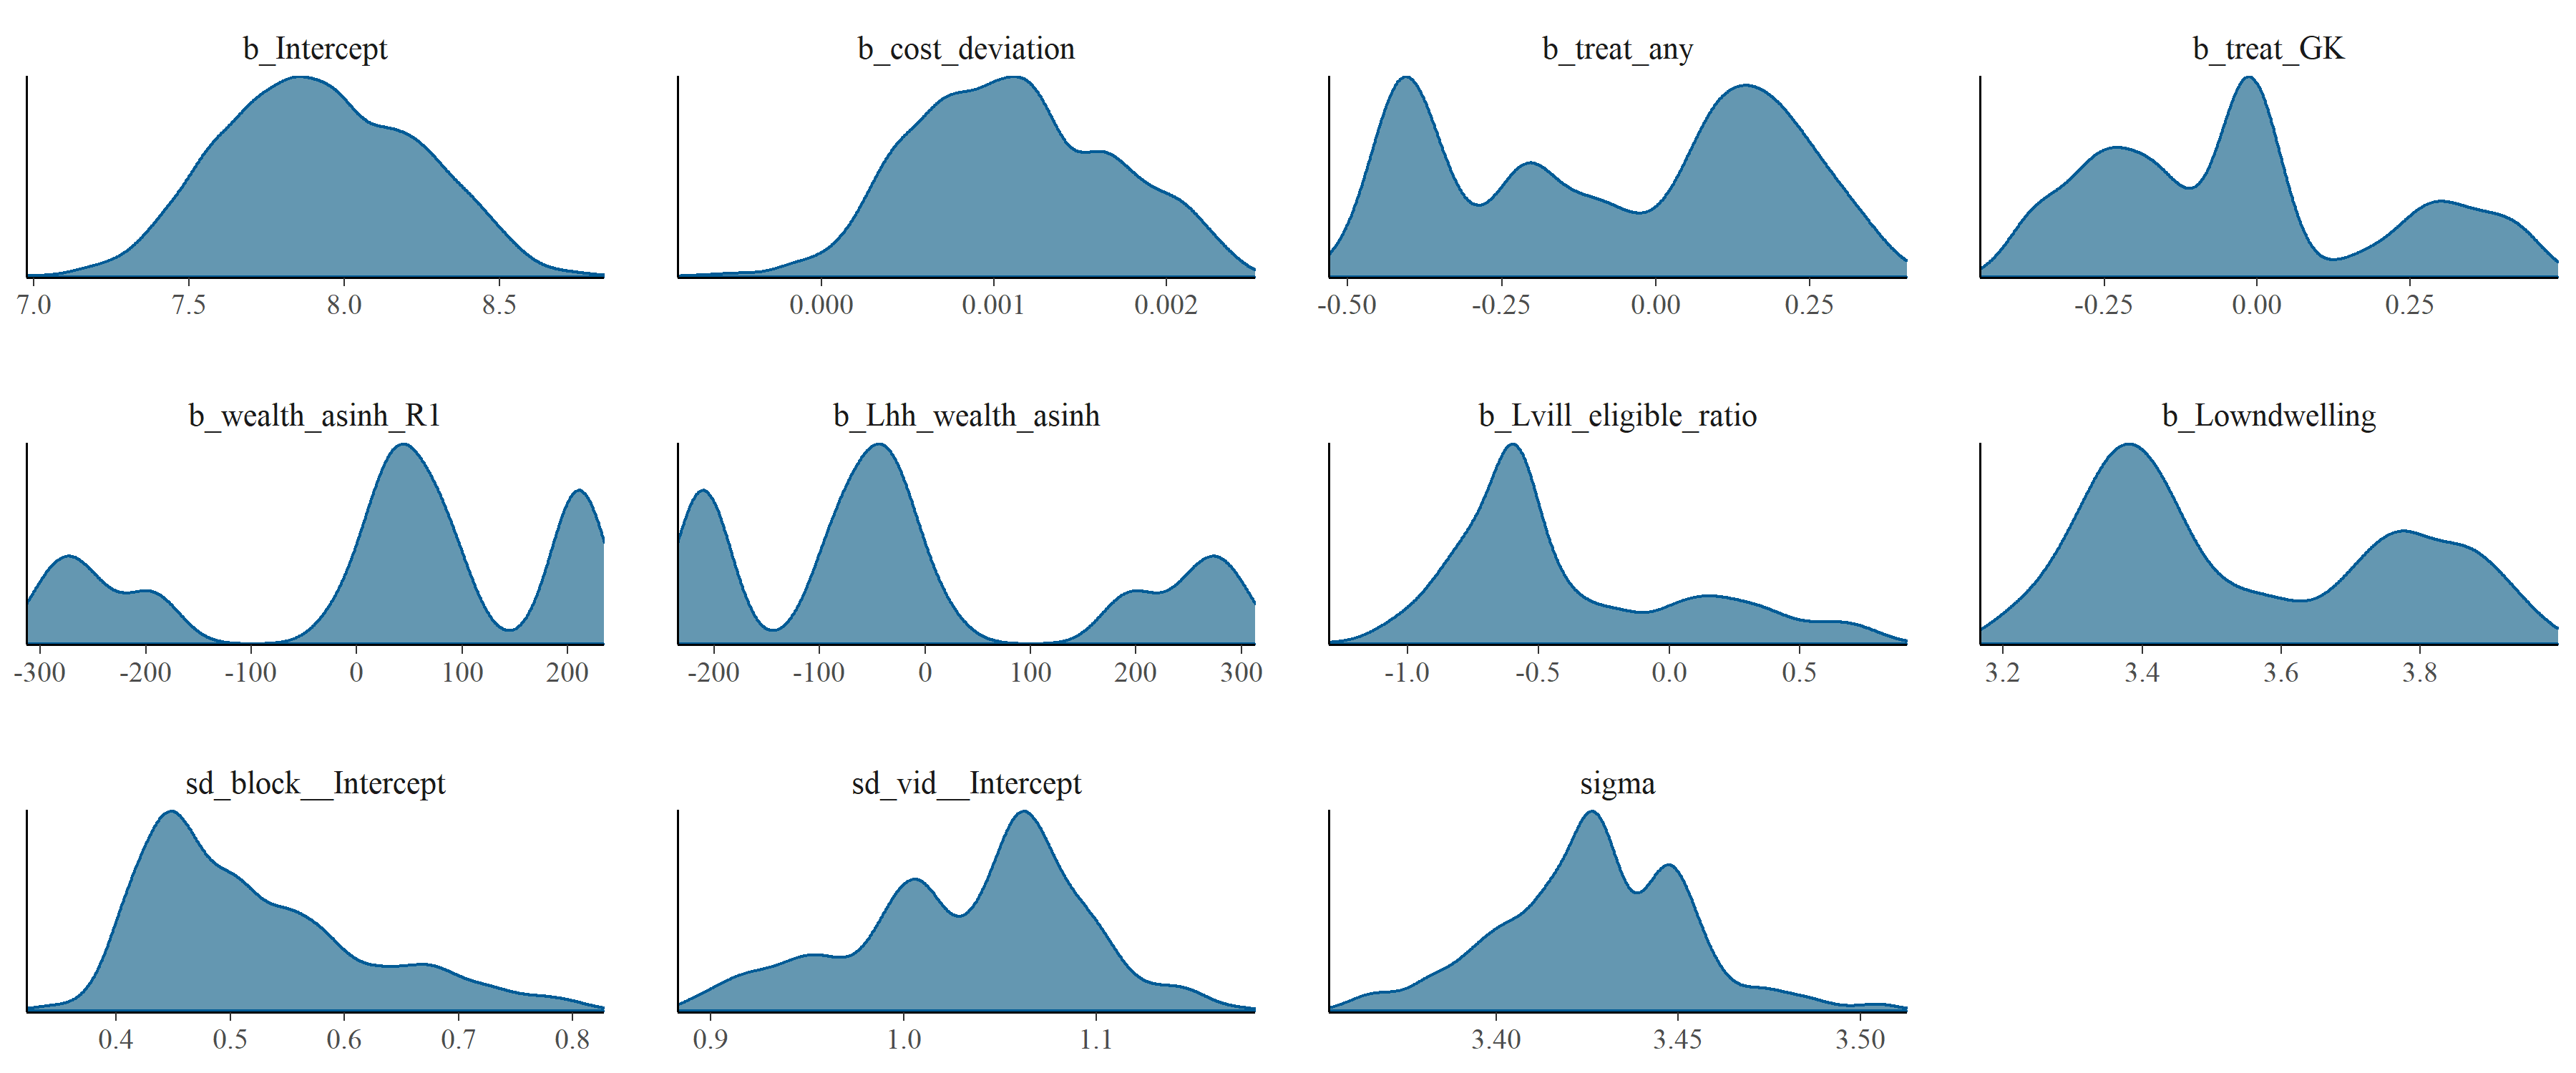 b_Intercept b_cost_deviation b_treat_any b_treat_GK
7.0 7.5 8.0 8.5 0.000 0.001 0.002 -0.50 -0.25 0.00 0.25 -0.25 0.00 0.25
b_wealth_asinh_R1 b_Lhh_wealth_asinh b_Lvill_eligible_ratio b_Lowndwelling
-300 -200 -100 0 100 200 -200 -100 0 100 200 300 -1.0 -0.5 0.0 0.5 3.2 3.4 3.6 3.8
sd_block__Intercept sd_vid__Intercept sigma
0.4 0.5 0.6 0.7 0.8 0.9 1.0 1.1 3.40 3.45 3.50